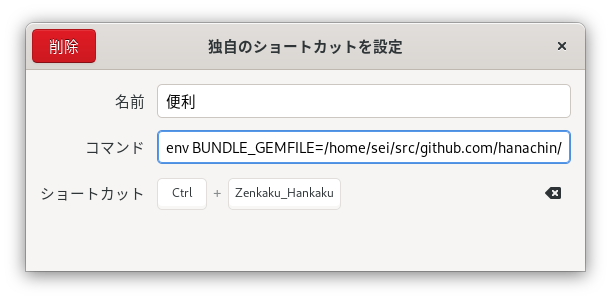 削除
独自のショートカットを設定
名前 便利
コマンド env BUNDLE_GEMFILE=/home/sei/src/github.com/hanachin/
ショートカット Ctrl + Zenkaku_Hankaku